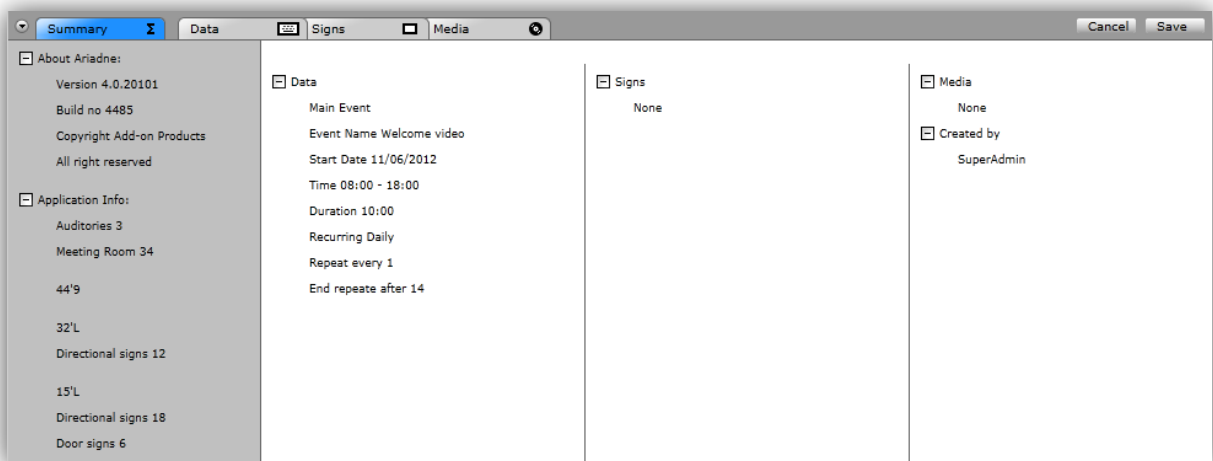 Summary Σ Data Signs Media Cancel Save
About Ariadne:
Version 4.0.20101
Build no 4485
Copyright Add-on Products
All right reserved
Application Info:
Auditories 3
Meeting Room 34
44'9
32'L
Directional signs 12
15'L
Directional signs 18
Door signs 6
Data
Main Event
Event Name Welcome video
Start Date 11/06/2012
Time 08:00 - 18:00
Duration 10:00
Recurring Daily
Repeat every 1
End repeate after 14
Signs
None
Media
None
Created by
SuperAdmin